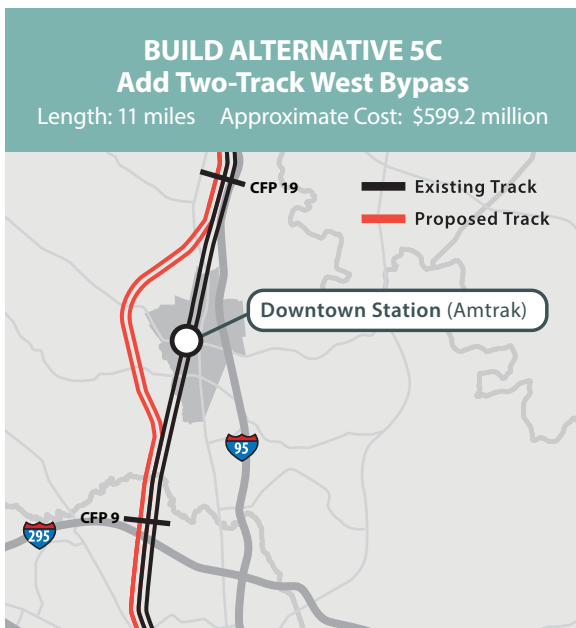 BUILD ALTERNATIVE 5C
Add Two-Track West Bypass
Length: 11 miles Approximate Cost: $599.2 million
CFP 19
Existing Track
Proposed Track
Downtown Station (Amtrak)
95
CFP 9
295